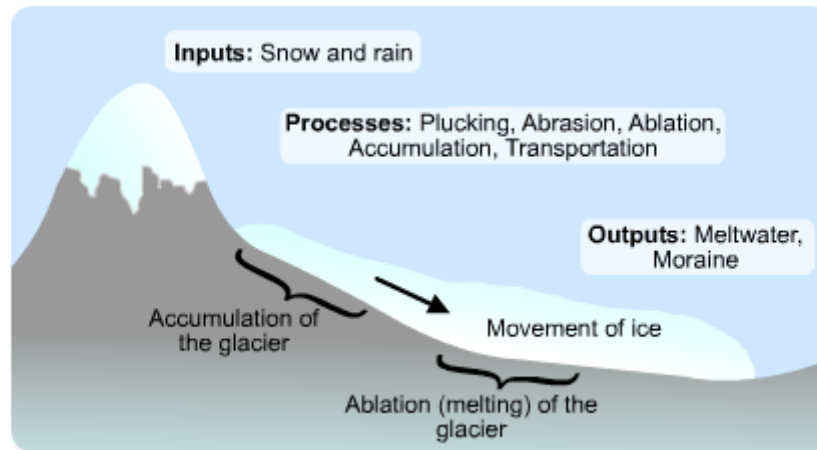 Inputs: Snow and rain
Processes: Plucking, Abrasion, Ablation,
Accumulation, Transportation
Outputs: Meltwater,
Moraine
Accumulation of
the glacier
Movement of ice
Ablation (melting) of the
glacier